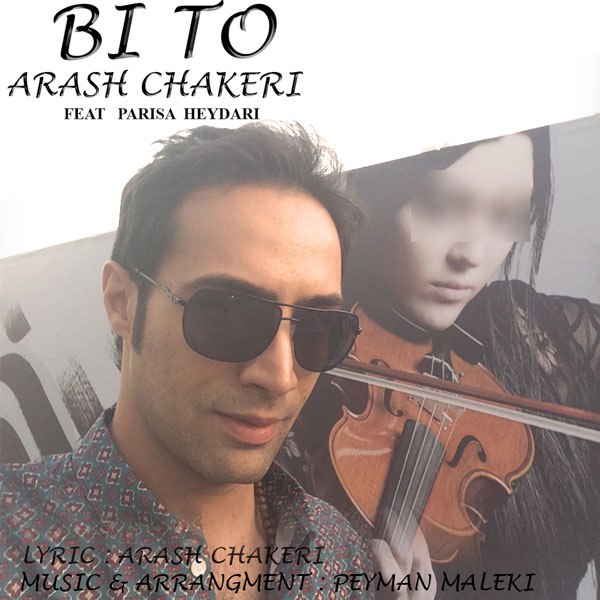 BI TO
ARASH CHAKERI
FEAT PARISA HEYDARI
LYRIC : ARASH CHAKERI
MUSIC & ARRANGMENT : PEYMAN MALEKI